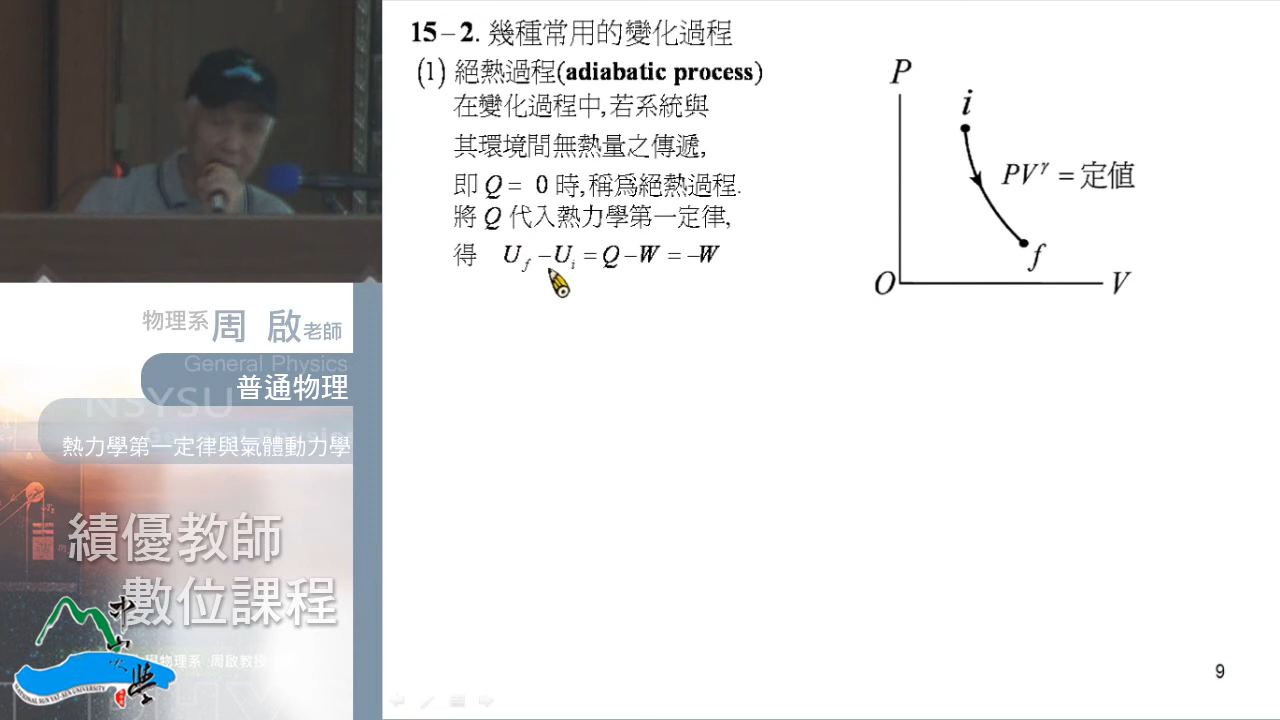 15－2. 幾種常用的變化過程
(1) 絕熱過程(adiabatic process)
在變化過程中,若系統與
其環境間無熱量之傳遞,
即 Q = 0 時,稱爲絕熱過程.
將 Q 代入熱力學第一定律,
得 U_f － U_i = Q － W = －W
P
i
PV^γ = 定値
f
O
V
物理系周 啟老師
General Physics
普通物理
NSYSU
熱力學第一定律與氣體動力學
績優教師
數位課程
9